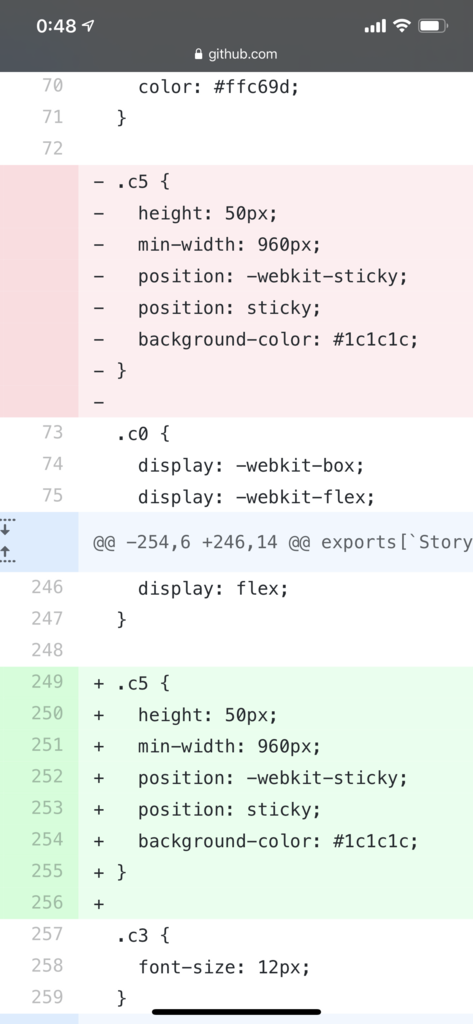 0:48
github.com
70 color: #ffc69d;
71 }
72
- .c5 {
- height: 50px;
- min-width: 960px;
- position: -webkit-sticky;
- position: sticky;
- background-color: #1c1c1c;
- }
-
73 .c0 {
74 display: -webkit-box;
75 display: -webkit-flex;
@@ -254,6 +246,14 @@ exports[`Story
246 display: flex;
247 }
248
249 + .c5 {
250 + height: 50px;
251 + min-width: 960px;
252 + position: -webkit-sticky;
253 + position: sticky;
254 + background-color: #1c1c1c;
255 + }
256 +
257 .c3 {
258 font-size: 12px;
259 }